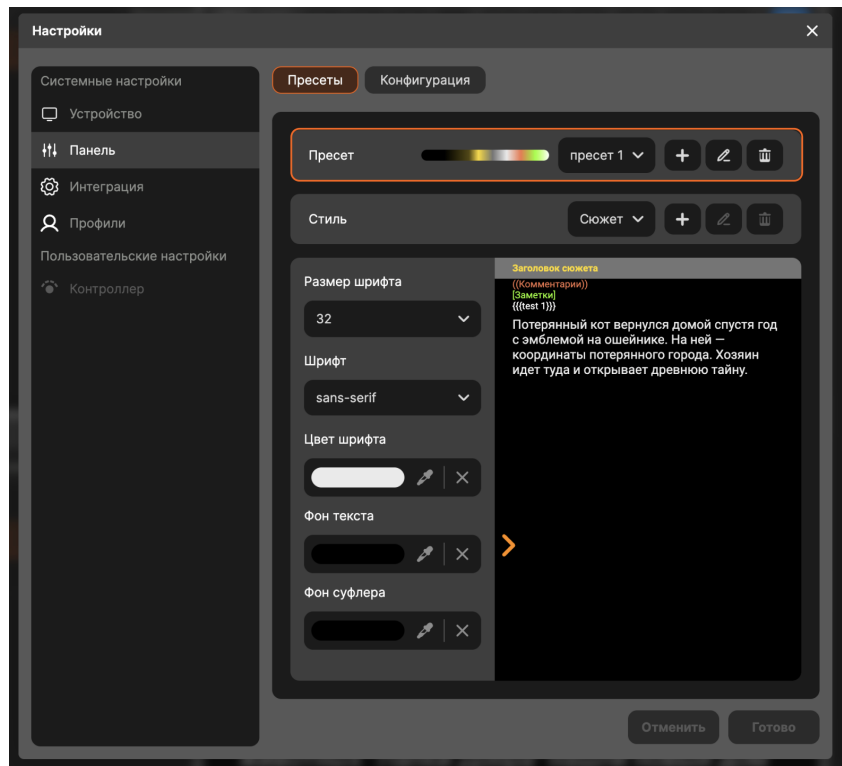 Настройки
Системные настройки
Устройство
Панель
Интеграция
Профили
Пользовательские настройки
Контроллер
Пресеты
Конфигурация
Пресет
пресет 1
Стиль
Сюжет
Размер шрифта
32
Шрифт
sans-serif
Цвет шрифта
Фон текста
Фон суфлера
Заголовок сюжета
((Комментарии))
[Заметки]
{{{test 1}}}
Потерянный кот вернулся домой спустя год
с эмблемой на ошейнике. На ней —
координаты потерянного города. Хозяин
идет туда и открывает древнюю тайну.
Отменить
Готово